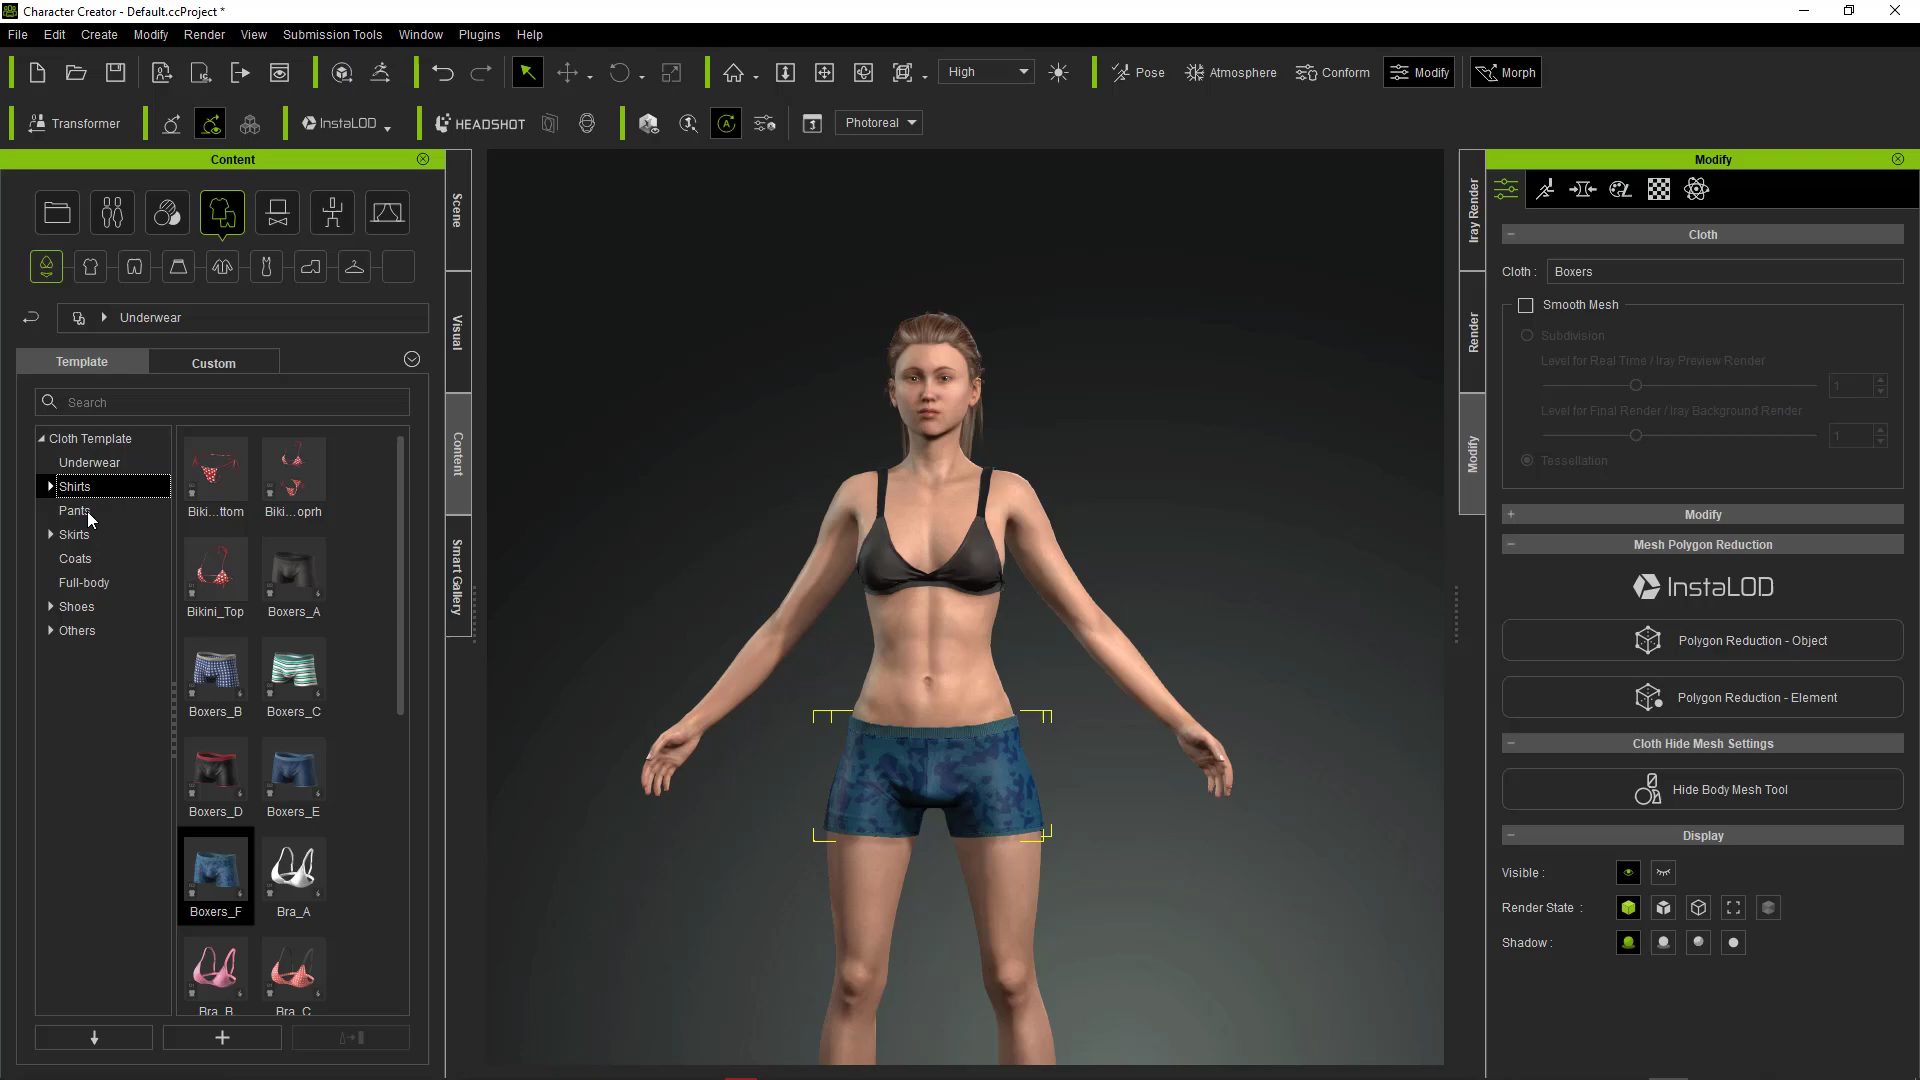 Character Creator - Default.ccProject *
File Edit Create Modify Render View Submission Tools Window Plugins Help
High Pose Atmosphere Conform Modify Morph
Transformer InstaLOD HEADSHOT Photoreal
Content
Modify
Scene
Visual
Content
Smart Gallery
Iray Render
Render
Modify
Underwear
Template Custom
Search
Cloth Template
Underwear
Shirts
Pants
Skirts
Coats
Full-body
Shoes
Others
Biki...ttom Biki...oprh
Bikini_Top Boxers_A
Boxers_B Boxers_C
Boxers_D Boxers_E
Boxers_F Bra_A
Bra_B Bra_C
Cloth
Cloth : Boxers
Smooth Mesh
Subdivision
Level for Real Time / Iray Preview Render
1
Level for Final Render / Iray Background Render
1
Tessellation
Modify
Mesh Polygon Reduction
InstaLOD
Polygon Reduction - Object
Polygon Reduction - Element
Cloth Hide Mesh Settings
Hide Body Mesh Tool
Display
Visible :
Render State :
Shadow :